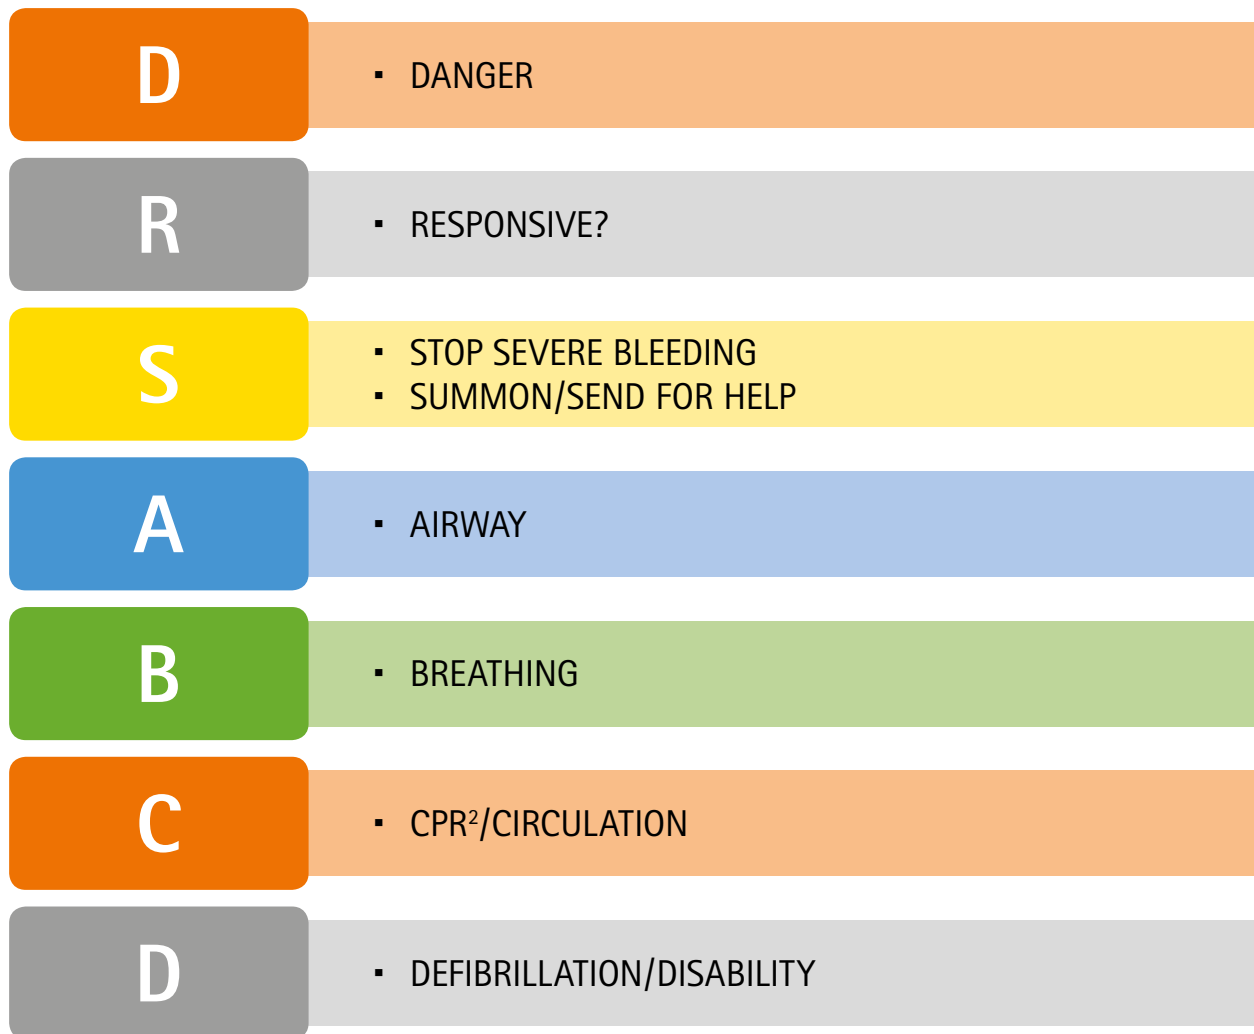 D
▪ DANGER
R
▪ RESPONSIVE?
S
▪ STOP SEVERE BLEEDING
▪ SUMMON/SEND FOR HELP
A
▪ AIRWAY
B
▪ BREATHING
C
▪ CPR²/CIRCULATION
D
▪ DEFIBRILLATION/DISABILITY